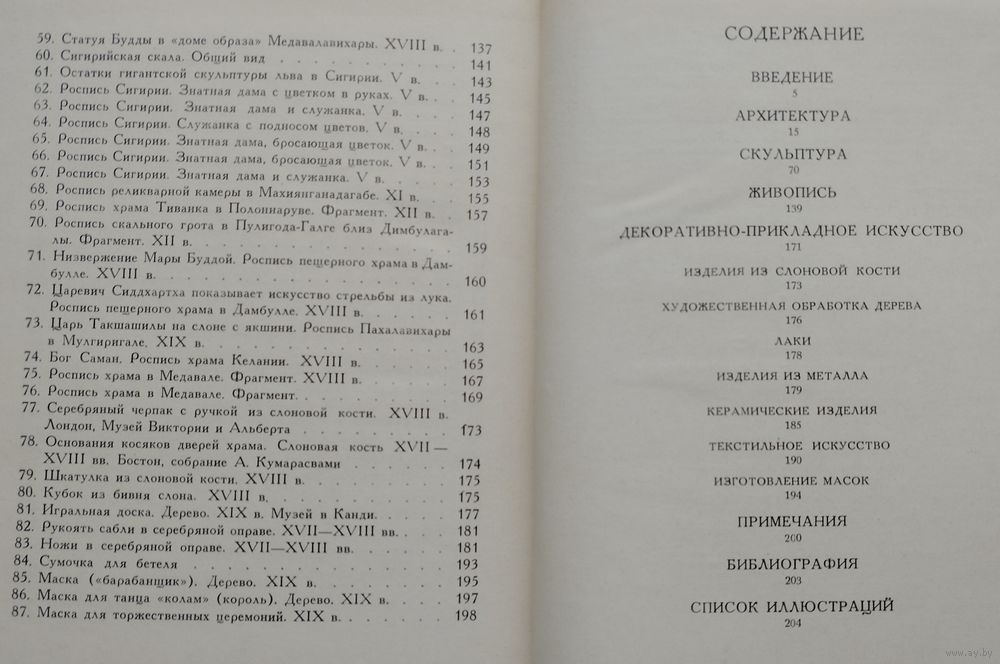 59. Статуя Будды в «доме образа» Медавалавихары. XVIII в. . 137
60. Сигирийская скала. Общий вид . . . . . . . . . 141
61. Остатки гигантской скульптуры льва в Сигирии. V в. . . 143
62. Роспись Сигирии. Знатная дама с цветком в руках. V в. . . 145
63. Роспись Сигирии. Знатная дама и служанка. V в. . . . 147
64. Роспись Сигирии. Служанка с подносом цветов. V в. . . . 148
65. Роспись Сигирии. Знатная дама, бросающая цветок. V в. . . 149
66. Роспись Сигирии. Знатная дама, бросающая цветок. V в. . . 151
67. Роспись Сигирии. Знатная дама и служанка. V в. . . . . 153
68. Роспись реликварной камеры в Махиянганадагабе. XI в. . . 155
69. Роспись храма Тиванка в Полоннаруве. Фрагмент. XII в. . 157
70. Роспись скального грота в Пулигода-Галге близ Димбулага-
лы. Фрагмент. XII в. . . . . . . . . . . . . . 159
71. Низвержение Мары Буддой. Роспись пещерного храма в Дам-
булле. XVIII в. . . . . . . . . . . . . . . . 160
72. Царевич Сиддхартха показывает искусство стрельбы из лука.
Роспись пещерного храма в Дамбулле. XVIII в. . . . . . 161
73. Царь Такшашилы на слоне с якшини. Роспись Пахалавихары
в Мулгиригале. XIX в. . . . . . . . . . . . . . 163
74. Бог Саман. Роспись храма Келании. XVIII в. . . . . . 165
75. Роспись храма в Медавале. Фрагмент. XVIII в. . . . . . 167
76. Роспись храма в Медавале. Фрагмент. . . . . . . . . 169
77. Серебряный черпак с ручкой из слоновой кости. XVIII в.
Лондон, Музей Виктории и Альберта . . . . . . . . 173
78. Основания косяков дверей храма. Слоновая кость XVII—
XVIII вв. Бостон, собрание А. Кумарасвами . . . . . . 174
79. Шкатулка из слоновой кости. XVIII в. . . . . . . . . 175
80. Кубок из бивня слона. XVIII в. . . . . . . . . . . 175
81. Игральная доска. Дерево. XIX в. Музей в Канди. . . . . 177
82. Рукоять сабли в серебряной оправе. XVII—XVIII вв. . . . 181
83. Ножи в серебряной оправе. XVII—XVIII вв. . . . . . 181
84. Сумочка для бетеля . . . . . . . . . . . . . . 193
85. Маска («барабанщик»). Дерево. XIX в. . . . . . . . . 195
86. Маска для танца «колам» (король). Дерево. XIX в. . . . . 197
87. Маска для торжественных церемоний. XIX в. . . . . . . 198
СОДЕРЖАНИЕ
ВВЕДЕНИЕ
5
АРХИТЕКТУРА
15
СКУЛЬПТУРА
70
ЖИВОПИСЬ
139
ДЕКОРАТИВНО-ПРИКЛАДНОЕ ИСКУССТВО
171
ИЗДЕЛИЯ ИЗ СЛОНОВОЙ КОСТИ
173
ХУДОЖЕСТВЕННАЯ ОБРАБОТКА ДЕРЕВА
176
ЛАКИ
178
ИЗДЕЛИЯ ИЗ МЕТАЛЛА
179
КЕРАМИЧЕСКИЕ ИЗДЕЛИЯ
185
ТЕКСТИЛЬНОЕ ИСКУССТВО
190
ИЗГОТОВЛЕНИЕ МАСОК
194
ПРИМЕЧАНИЯ
200
БИБЛИОГРАФИЯ
203
СПИСОК ИЛЛЮСТРАЦИЙ
204
www.ay.by